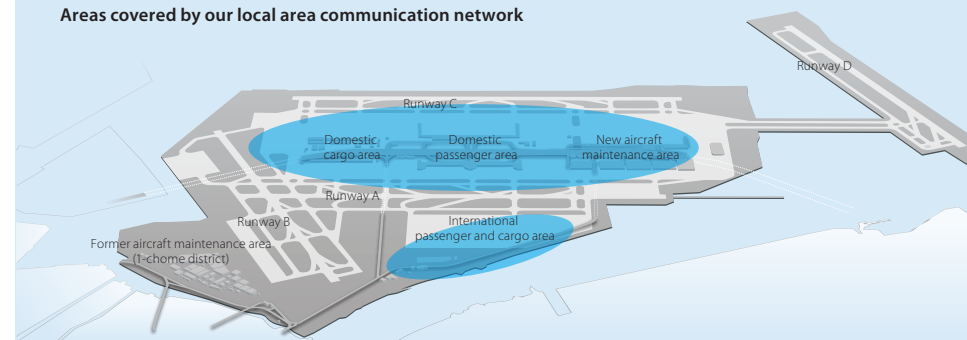 Areas covered by our local area communication network
Runway D
Runway C
Domestic
cargo area
Domestic
passenger area
New aircraft
maintenance area
Runway A
Runway B
International
passenger and cargo area
Former aircraft maintenance area
(1-chome district)